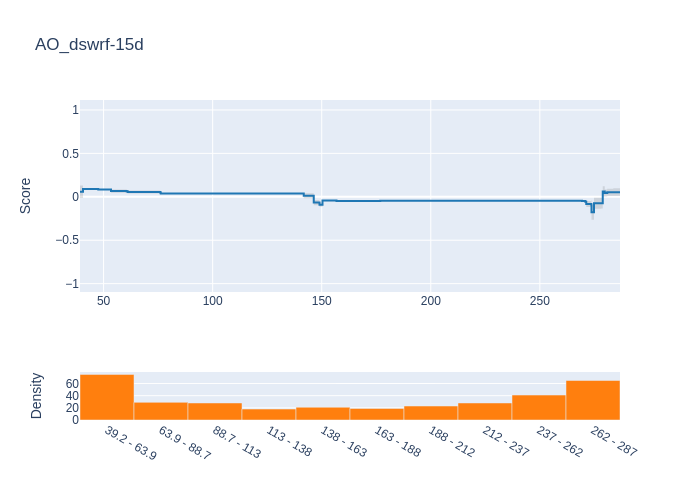 AO_dswrf-15d
Score
1
0.5
0
−0.5
−1
50
100
150
200
250
Density
60
40
20
0
39.2 - 63.9
63.9 - 88.7
88.7 - 113
113 - 138
138 - 163
163 - 188
188 - 212
212 - 237
237 - 262
262 - 287